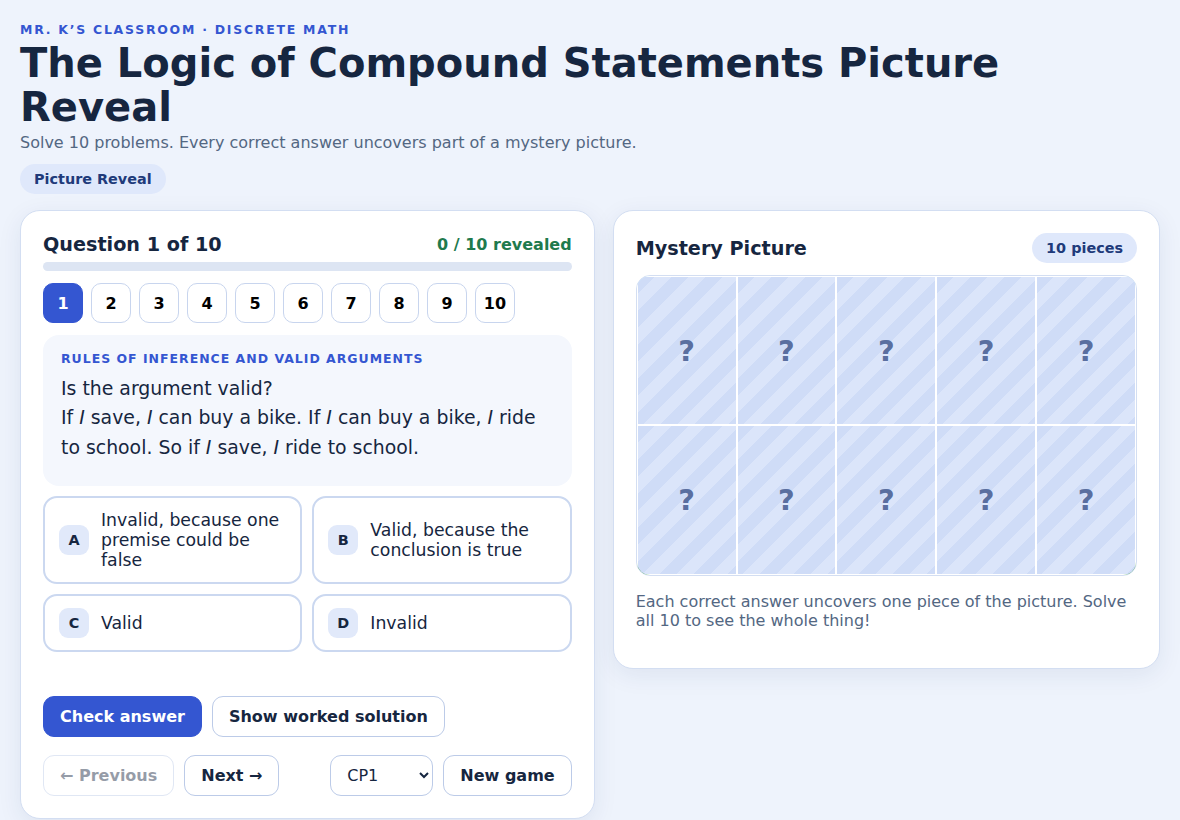 MR. K’S CLASSROOM · DISCRETE MATH
The Logic of Compound Statements Picture
Reveal
Solve 10 problems. Every correct answer uncovers part of a mystery picture.
Picture Reveal
Question 1 of 10
0 / 10 revealed
1 2 3 4 5 6 7 8 9 10
RULES OF INFERENCE AND VALID ARGUMENTS
Is the argument valid?
If I save, I can buy a bike. If I can buy a bike, I ride
to school. So if I save, I ride to school.
A
Invalid, because one
premise could be
false
B
Valid, because the
conclusion is true
C
Valid
D
Invalid
Check answer
Show worked solution
← Previous
Next →
CP1
New game
Mystery Picture
10 pieces
? ? ? ? ?
? ? ? ? ?
Each correct answer uncovers one piece of the picture. Solve
all 10 to see the whole thing!